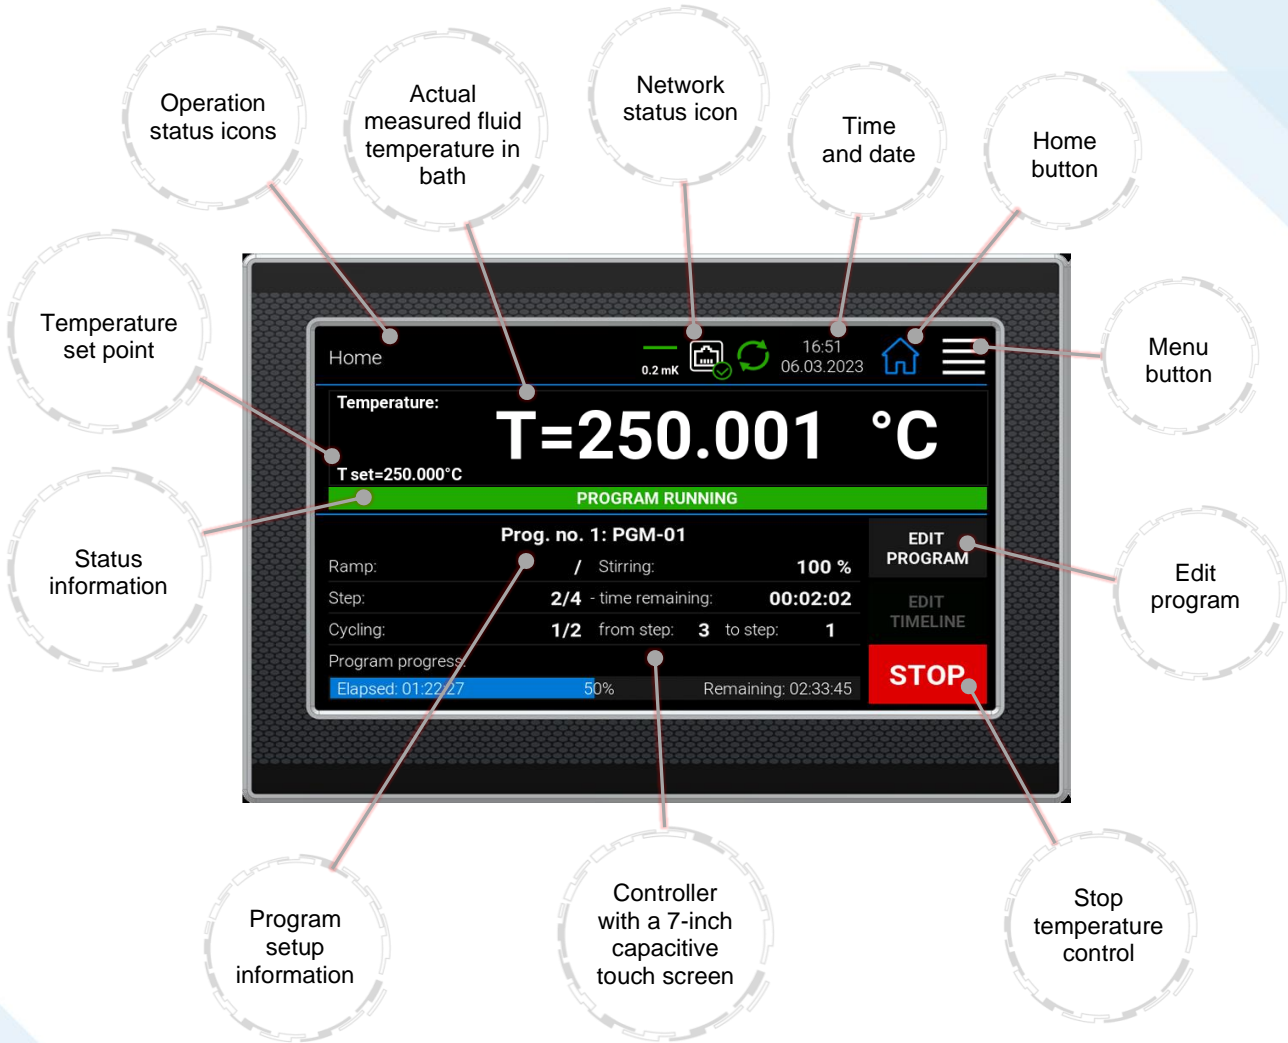 Operation
status icons
Actual
measured fluid
temperature in
bath
Network
status icon
Time
and date
Home
button
Temperature
set point
Menu
button
Status
information
Edit
program
Home
0.2 mK
16:51
06.03.2023
Temperature:
T=250.001 °C
T set=250.000°C
PROGRAM RUNNING
Prog. no. 1: PGM-01
Ramp: / Stirring: 100 %
Step: 2/4 - time remaining: 00:02:02
Cycling: 1/2 from step: 3 to step: 1
Program progress:
Elapsed: 01:22:27 50% Remaining: 02:33:45
EDIT
PROGRAM
EDIT
TIMELINE
STOP
Program
setup
information
Controller
with a 7-inch
capacitive
touch screen
Stop
temperature
control